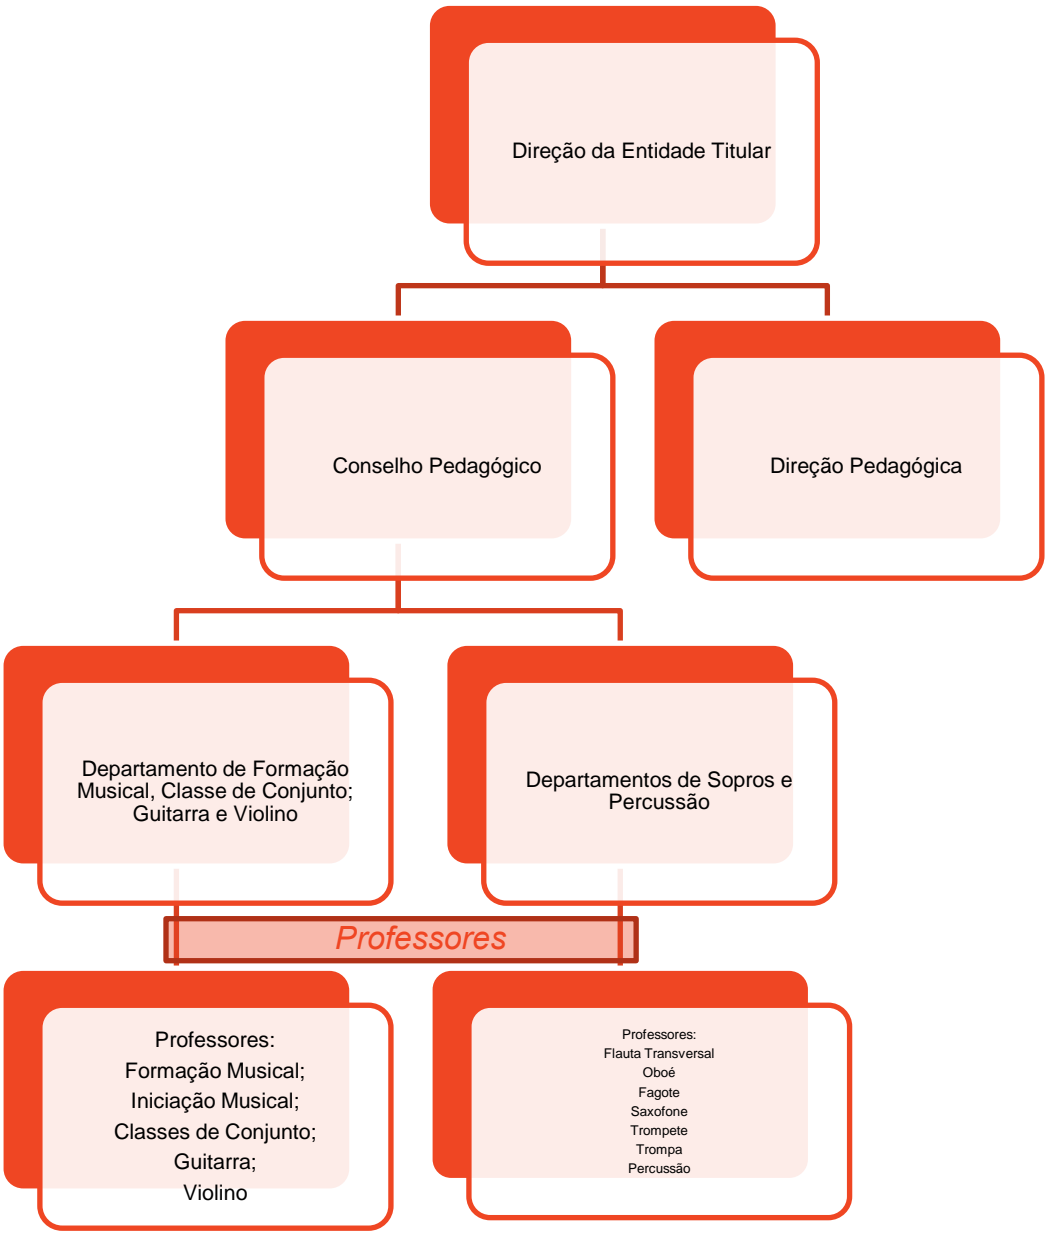 Direção da Entidade Titular
Conselho Pedagógico
Direção Pedagógica
Departamento de Formação
Musical, Classe de Conjunto;
Guitarra e Violino
Departamentos de Sopros e
Percussão
Professores
Professores:
Formação Musical;
Iniciação Musical;
Classes de Conjunto;
Guitarra;
Violino
Professores:
Flauta Transversal
Oboé
Fagote
Saxofone
Trompete
Trompa
Percussão